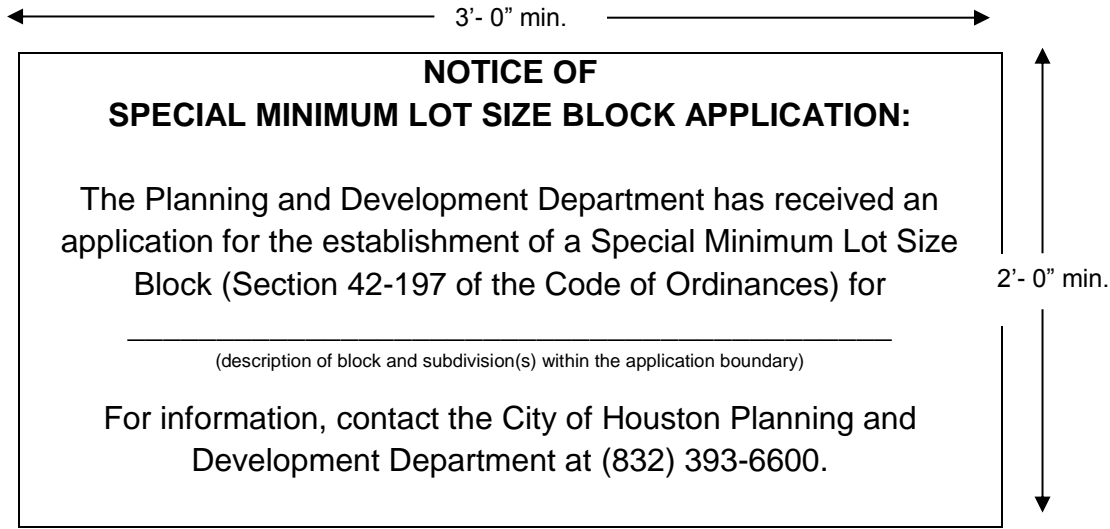 3’- 0” min.
NOTICE OF
SPECIAL MINIMUM LOT SIZE BLOCK APPLICATION:
The Planning and Development Department has received an
application for the establishment of a Special Minimum Lot Size
Block (Section 42-197 of the Code of Ordinances) for
2’- 0” min.
(description of block and subdivision(s) within the application boundary)
For information, contact the City of Houston Planning and
Development Department at (832) 393-6600.